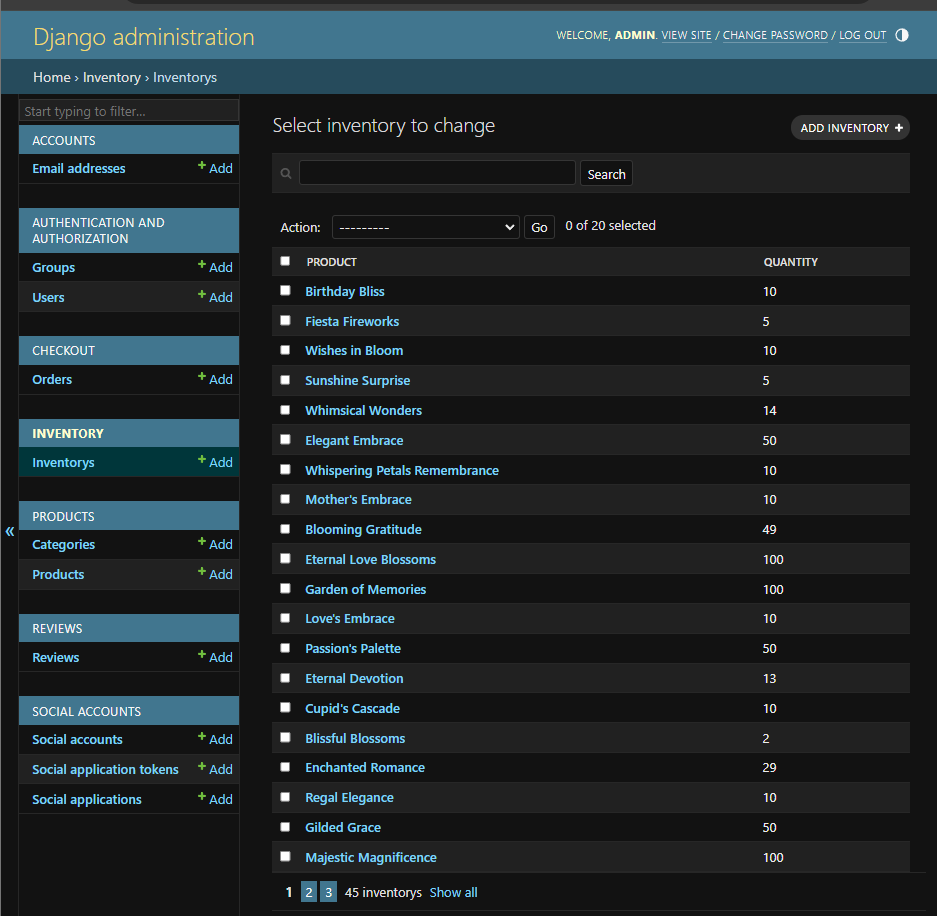 Django administration
WELCOME, ADMIN. VIEW SITE / CHANGE PASSWORD / LOG OUT
Home › Inventory › Inventorys
Start typing to filter...
ACCOUNTS
Email addresses + Add
AUTHENTICATION AND
AUTHORIZATION
Groups + Add
Users + Add
CHECKOUT
Orders + Add
INVENTORY
Inventorys + Add
PRODUCTS
Categories + Add
Products + Add
REVIEWS
Reviews + Add
SOCIAL ACCOUNTS
Social accounts + Add
Social application tokens + Add
Social applications + Add
«
Select inventory to change
ADD INVENTORY +
Search
Action: --------- Go 0 of 20 selected
PRODUCT QUANTITY
Birthday Bliss 10
Fiesta Fireworks 5
Wishes in Bloom 10
Sunshine Surprise 5
Whimsical Wonders 14
Elegant Embrace 50
Whispering Petals Remembrance 10
Mother's Embrace 10
Blooming Gratitude 49
Eternal Love Blossoms 100
Garden of Memories 100
Love's Embrace 10
Passion's Palette 50
Eternal Devotion 13
Cupid's Cascade 10
Blissful Blossoms 2
Enchanted Romance 29
Regal Elegance 10
Gilded Grace 50
Majestic Magnificence 100
1 2 3 45 inventorys Show all